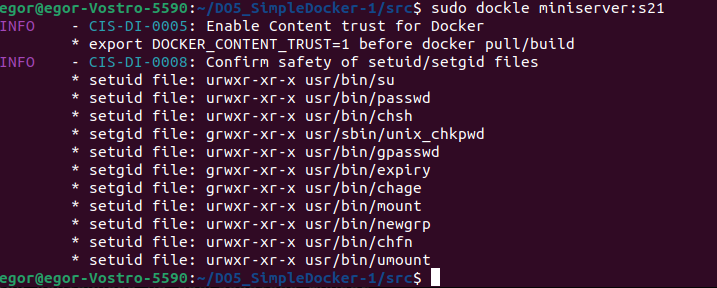 egor@egor-Vostro-5590:~/DO5_SimpleDocker-1/src$ sudo dockle miniserver:s21
INFO    - CIS-DI-0005: Enable Content trust for Docker
        * export DOCKER_CONTENT_TRUST=1 before docker pull/build
INFO    - CIS-DI-0008: Confirm safety of setuid/setgid files
        * setuid file: urwxr-xr-x usr/bin/su
        * setuid file: urwxr-xr-x usr/bin/passwd
        * setuid file: urwxr-xr-x usr/bin/chsh
        * setgid file: grwxr-xr-x usr/sbin/unix_chkpwd
        * setuid file: urwxr-xr-x usr/bin/gpasswd
        * setgid file: grwxr-xr-x usr/bin/expiry
        * setgid file: grwxr-xr-x usr/bin/chage
        * setuid file: urwxr-xr-x usr/bin/mount
        * setuid file: urwxr-xr-x usr/bin/newgrp
        * setuid file: urwxr-xr-x usr/bin/chfn
        * setuid file: urwxr-xr-x usr/bin/umount
egor@egor-Vostro-5590:~/DO5_SimpleDocker-1/src$